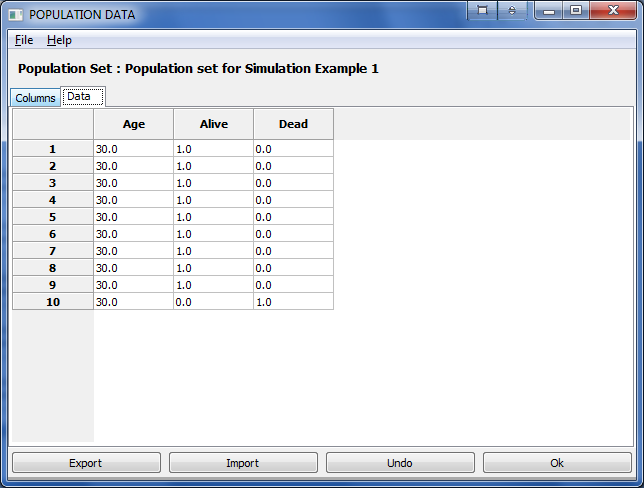 POPULATION DATA
File Help
Population Set : Population set for Simulation Example 1
Columns Data
Age Alive Dead
1 30.0 1.0 0.0
2 30.0 1.0 0.0
3 30.0 1.0 0.0
4 30.0 1.0 0.0
5 30.0 1.0 0.0
6 30.0 1.0 0.0
7 30.0 1.0 0.0
8 30.0 1.0 0.0
9 30.0 1.0 0.0
10 30.0 0.0 1.0
Export Import Undo Ok